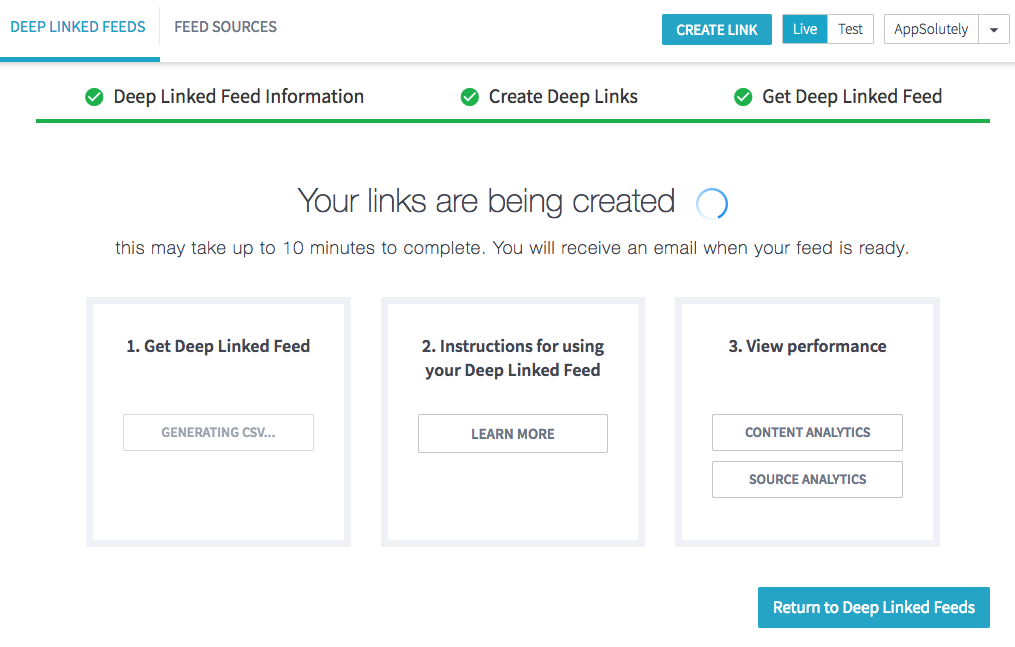 DEEP LINKED FEEDS
FEED SOURCES
CREATE LINK
Live
Test
AppSolutely
Deep Linked Feed Information
Create Deep Links
Get Deep Linked Feed
Your links are being created
this may take up to 10 minutes to complete. You will receive an email when your feed is ready.
1. Get Deep Linked Feed
GENERATING CSV...
2. Instructions for using
your Deep Linked Feed
LEARN MORE
3. View performance
CONTENT ANALYTICS
SOURCE ANALYTICS
Return to Deep Linked Feeds